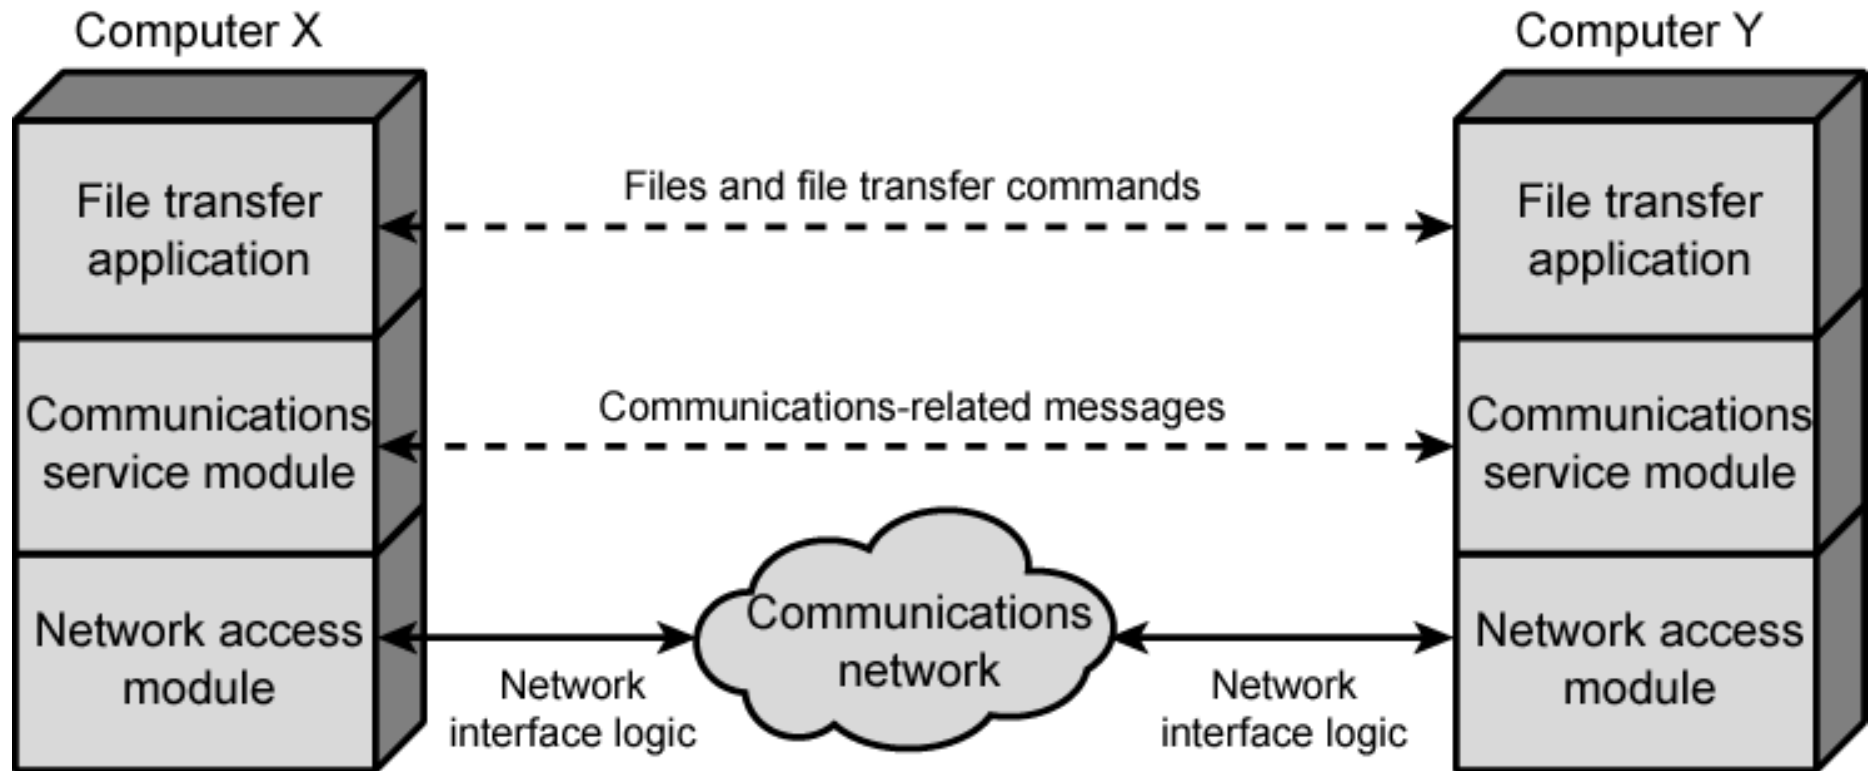 Computer X
Computer Y
File transfer
application
Files and file transfer commands
File transfer
application
Communications
service module
Communications-related messages
Communications
service module
Network access
module
Network
interface logic
Communications
network
Network
interface logic
Network access
module